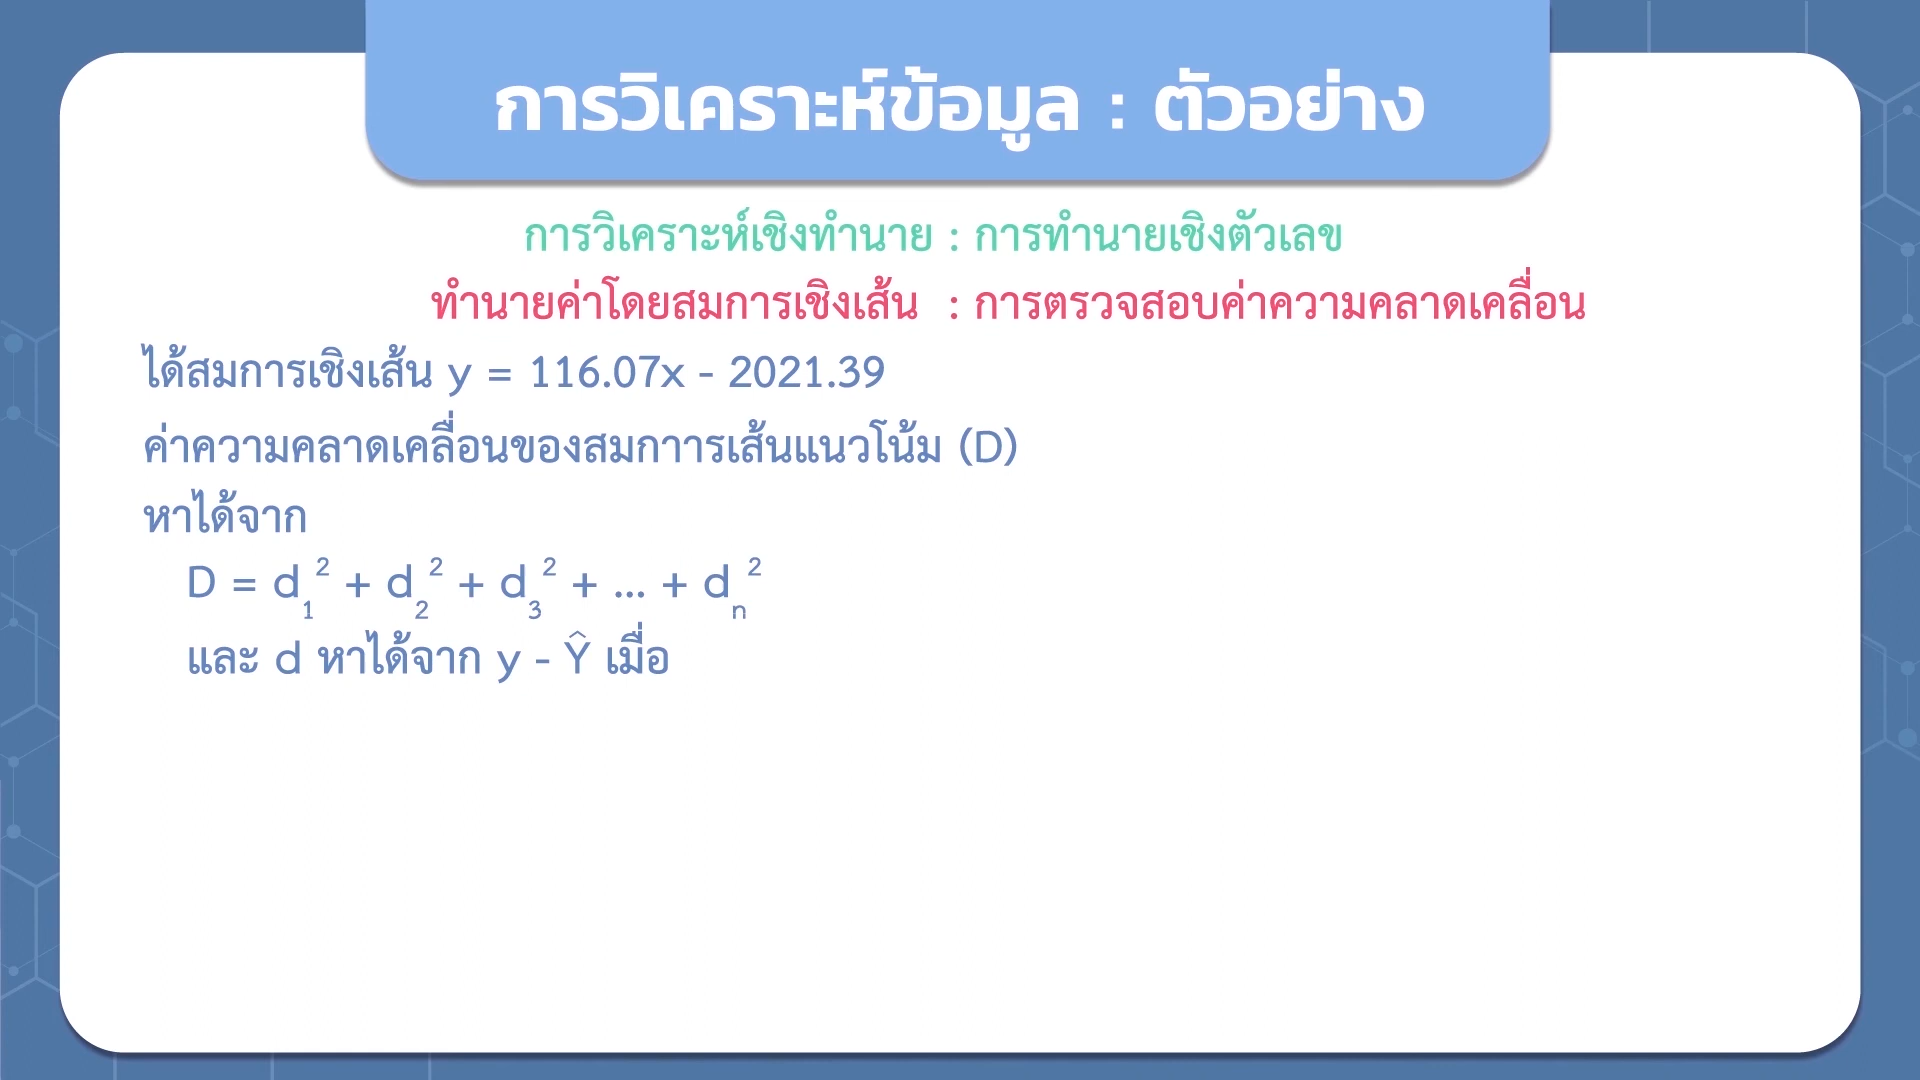 การวิเคราะห์ข้อมูล : ตัวอย่าง
การวิเคราะห์เชิงทำนาย : การทำนายเชิงตัวเลข
ทำนายค่าโดยสมการเชิงเส้น : การตรวจสอบค่าความคลาดเคลื่อน
ได้สมการเชิงเส้น y = 116.07x - 2021.39
ค่าความคลาดเคลื่อนของสมกาารเส้นแนวโน้ม (D)
หาได้จาก
D = d₁² + d₂² + d₃² + ... + dₙ²
และ d หาได้จาก y - Ŷ เมื่อ